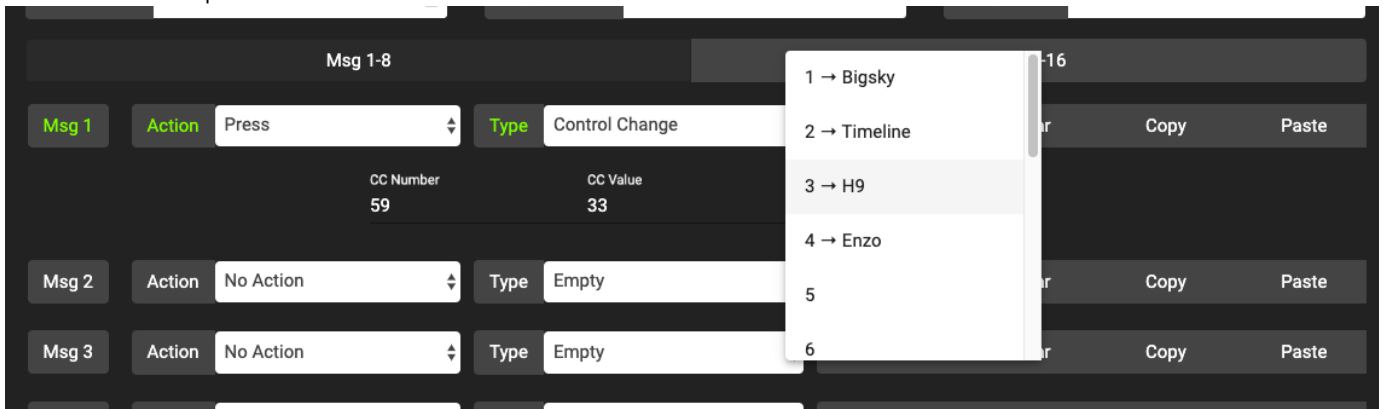 Msg 1-8 -16
Msg 1 Action Press Type Control Change Copy Paste
CC Number CC Value
59 33
1 → Bigsky
2 → Timeline
3 → H9
4 → Enzo
5
6
Msg 2 Action No Action Type Empty Copy Paste
Msg 3 Action No Action Type Empty Copy Paste